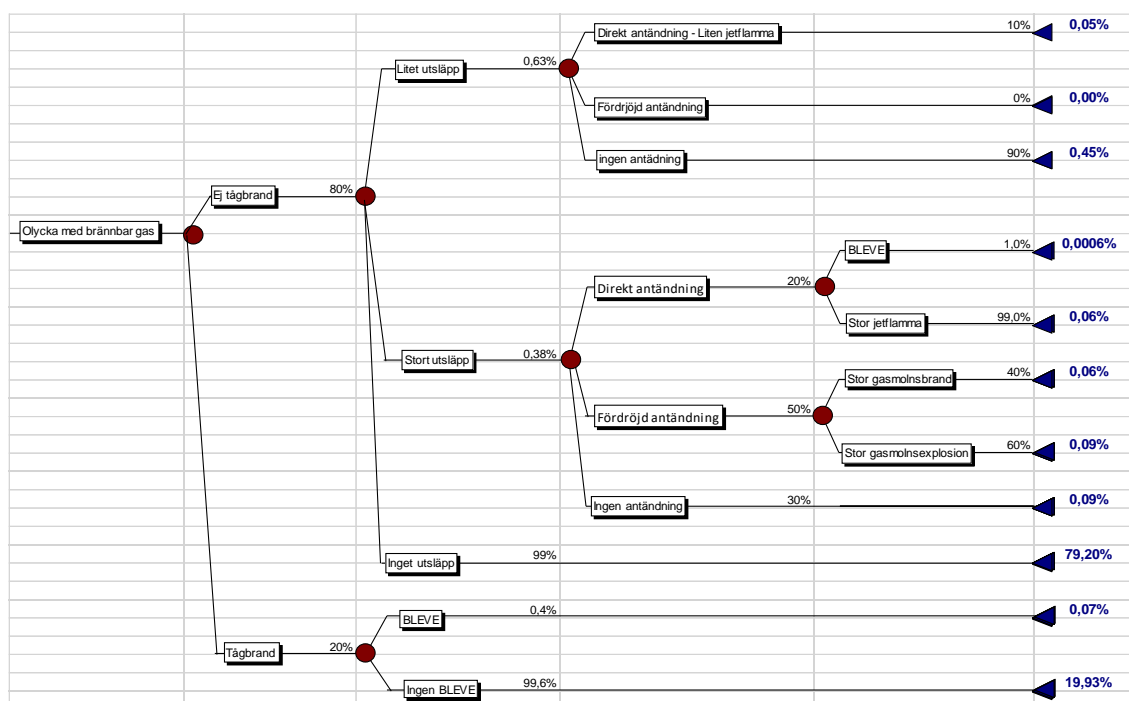 Direkt antändning - Liten jetflamma 10% 0,05%
Litet utsläpp 0,63%
Fördrjöjd antändning 0% 0,00%
ingen antädning 90% 0,45%
Ej tågbrand 80%
Olycka med brännbar gas
BLEVE 1,0% 0,0006%
Direkt antändning 20%
Stor jetflamma 99,0% 0,06%
Stort utsläpp 0,38%
Stor gasmolnsbrand 40% 0,06%
Fördröjd antändning 50%
Stor gasmolnsexplosion 60% 0,09%
Ingen antändning 30% 0,09%
Inget utsläpp 99% 79,20%
BLEVE 0,4% 0,07%
Tågbrand 20%
Ingen BLEVE 99,6% 19,93%